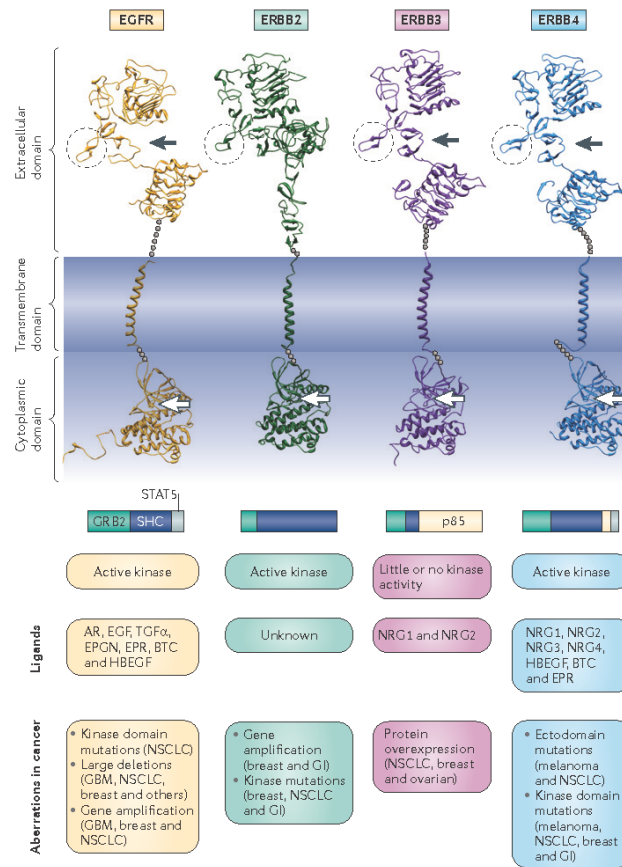 EGFR
ERBB2
ERBB3
ERBB4
Extracellular
domain
Transmembrane
domain
Cytoplasmic
domain
STAT5
GRB2
SHC
p85
Active kinase
Active kinase
Little or no kinase
activity
Active kinase
Ligands
AR, EGF, TGFα,
EPGN, EPR, BTC
and HBEGF
Unknown
NRG1 and NRG2
NRG1, NRG2,
NRG3, NRG4,
HBEGF, BTC
and EPR
Aberrations in cancer
• Kinase domain
mutations (NSCLC)
• Large deletions
(GBM, NSCLC,
breast and others)
• Gene amplification
(GBM, breast and
NSCLC)
• Gene
amplification
(breast and GI)
• Kinase mutations
(breast, NSCLC
and GI)
Protein
overexpression
(NSCLC, breast
and ovarian)
• Ectodomain
mutations
(melanoma
and NSCLC)
• Kinase domain
mutations
(melanoma,
NSCLC, breast
and GI)